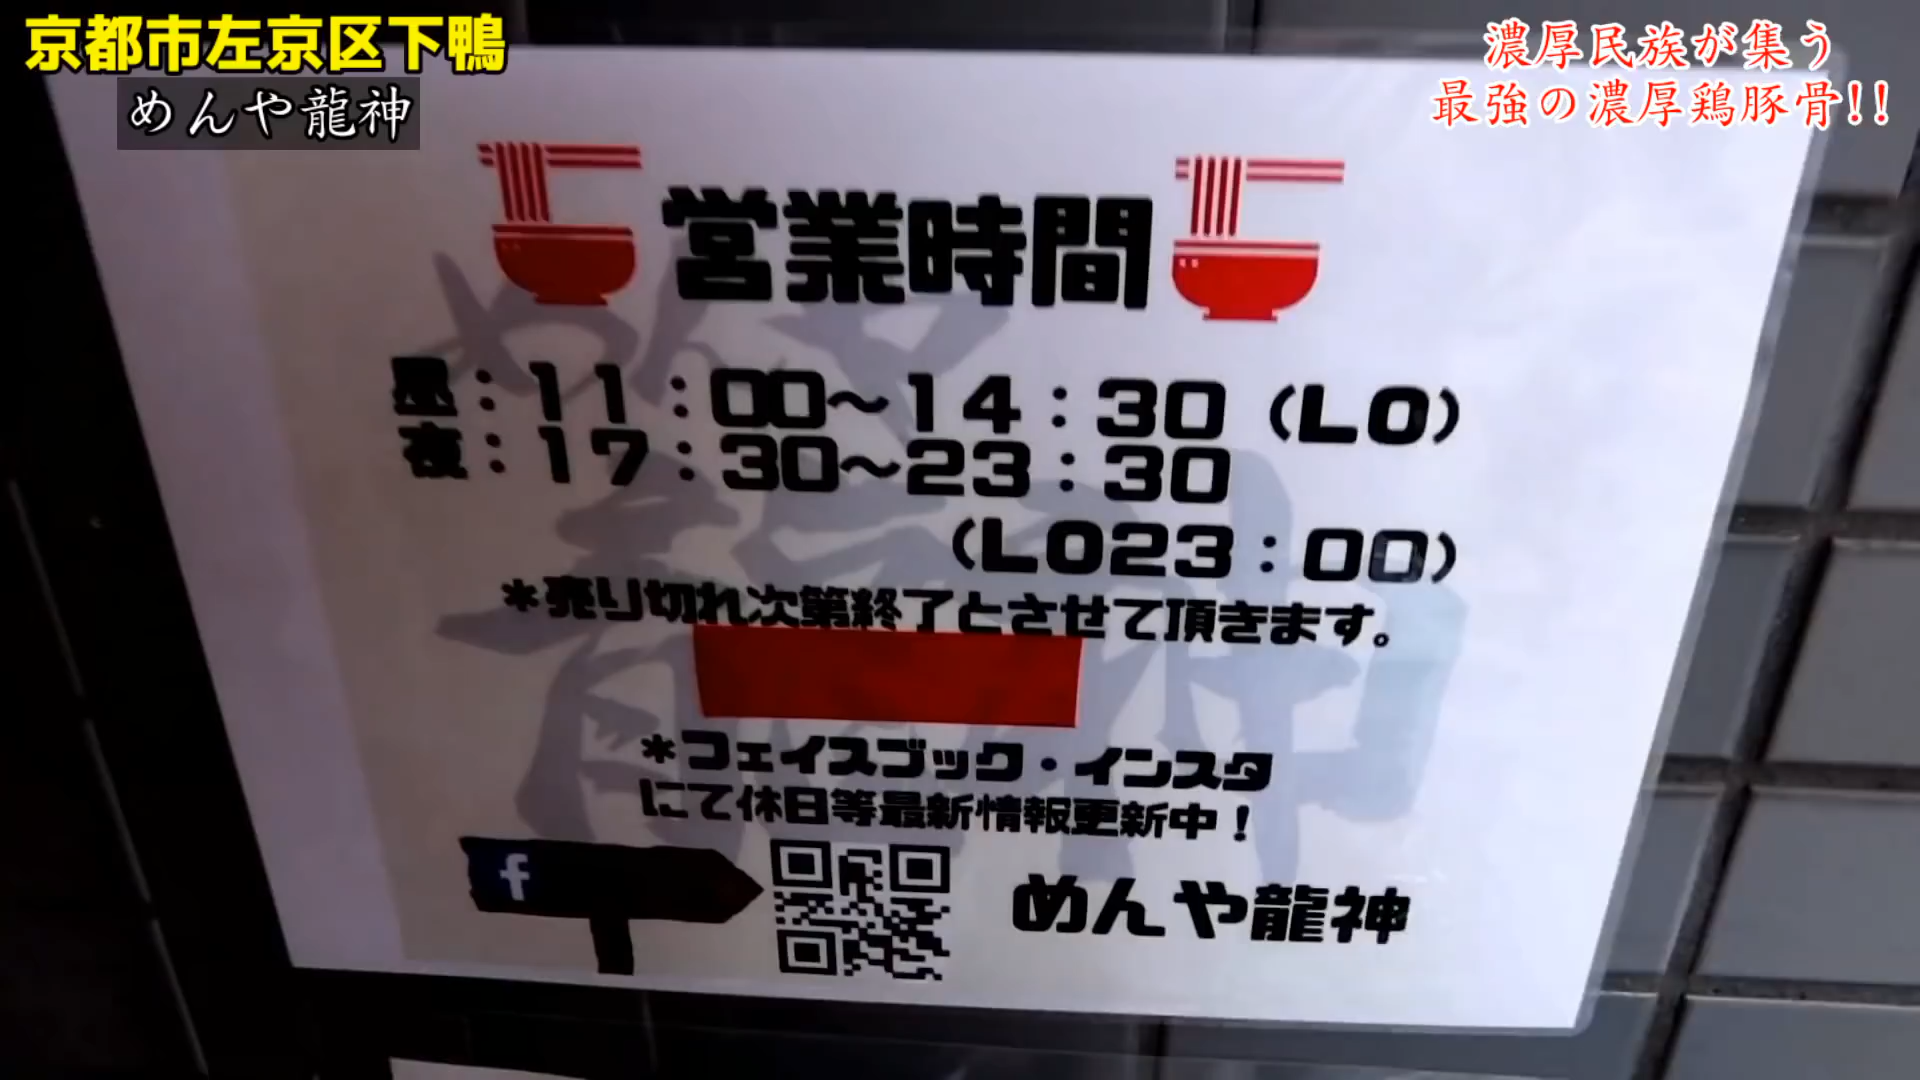 京都市左京区下鴨
めんや龍神
濃厚民族が集う
最強の濃厚鶏豚骨!!
営業時間
昼：11：00〜14：30（LO）
夜：17：30〜23：30
（LO23：00）
＊売り切れ次第終了とさせて頂きます。
＊フェイスブック・インスタ
にて休日等最新情報更新中！
f
めんや龍神